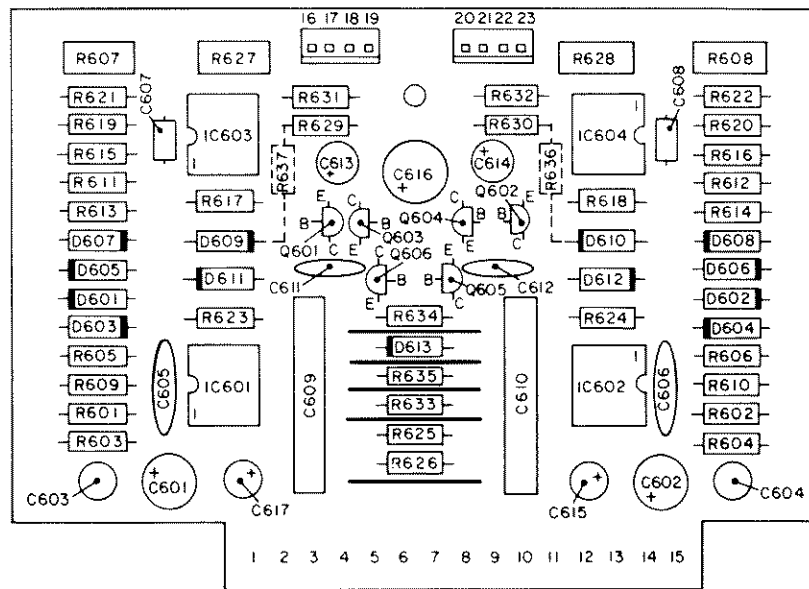 16 17 18 19 20 21 22 23
R607 R627 R628 R608
C607 C608
R621 R631 R632 R622
IC603 1 IC604
R619 R629 R630 R620
R615 R637 C613 + C616 + + C614 R636 R616
1
R611 R612
R617 E C Q602 E R618
R613 Q604 R614
B B B B
D607 D609 Q603 D610 D608
Q601 C Q606 E E C
D605 C D606
C611 D611 B B Q605 C612 D612
D601 E C D602
R623 R634 R624
D603 D604
D613
R605 1 R606
C605 IC601 C609 R635 C610 IC602 C606
R609 R610
R633
R601 1 R602
R625
R603 R604
R626
C603 + C601 + C617 C615 + C602 + C604
1 2 3 4 5 6 7 8 9 10 11 12 13 14 15